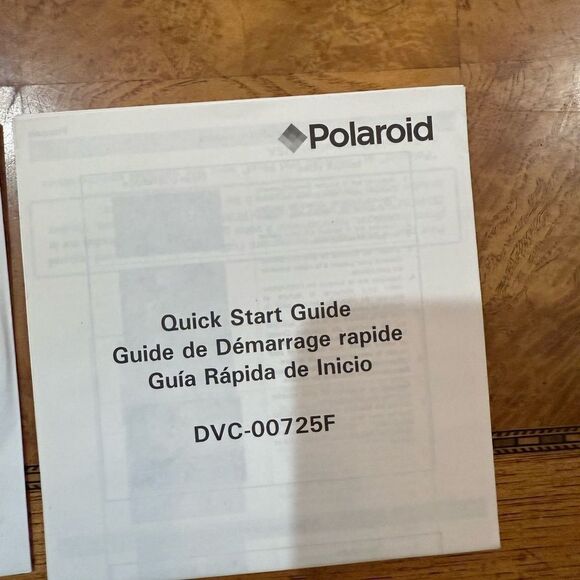 Polaroid
Quick Start Guide
Guide de Démarrage rapide
Guía Rápida de Inicio
DVC-00725F